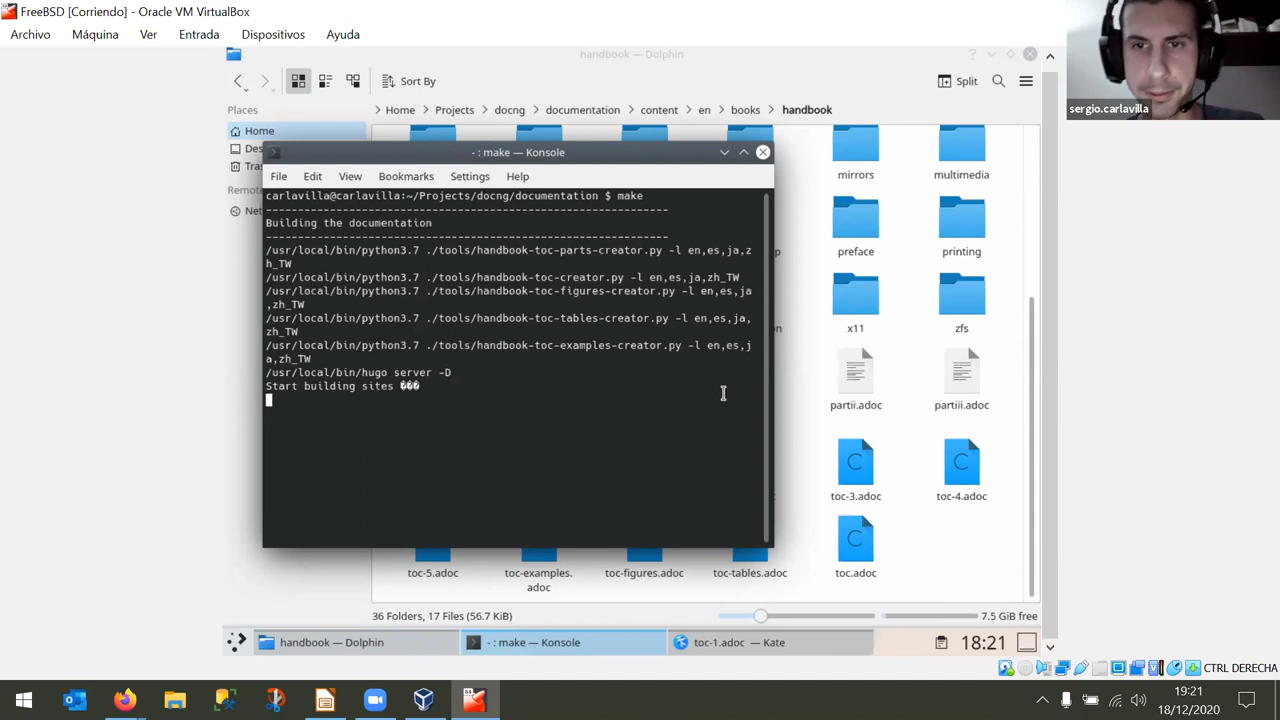 FreeBSD [Corriendo] - Oracle VM VirtualBox
Archivo Máquina Ver Entrada Dispositivos Ayuda
sergio.carlavilla
handbook — Dolphin
Sort By
Split
Places
Home Projects docng documentation content en books handbook
Home
Des
Tras
Remote
Net
mirrors multimedia
preface printing
x11 zfs
partii.adoc partiii.adoc
toc-3.adoc toc-4.adoc
toc-5.adoc toc-examples.adoc toc-figures.adoc toc-tables.adoc toc.adoc
- : make — Konsole
File Edit View Bookmarks Settings Help
carlavilla@carlavilla:~/Projects/docng/documentation $ make
---------------------------------------------------------------
Building the documentation
---------------------------------------------------------------
/usr/local/bin/python3.7 ./tools/handbook-toc-parts-creator.py -l en,es,ja,z
h_TW
/usr/local/bin/python3.7 ./tools/handbook-toc-creator.py -l en,es,ja,zh_TW
/usr/local/bin/python3.7 ./tools/handbook-toc-figures-creator.py -l en,es,ja
,zh_TW
/usr/local/bin/python3.7 ./tools/handbook-toc-tables-creator.py -l en,es,ja,
zh_TW
/usr/local/bin/python3.7 ./tools/handbook-toc-examples-creator.py -l en,es,j
a,zh_TW
/usr/local/bin/hugo server -D
Start building sites ���
36 Folders, 17 Files (56.7 KiB)
7.5 GiB free
handbook — Dolphin
- : make — Konsole
toc-1.adoc — Kate
18:21
CTRL DERECHA
19:21
18/12/2020